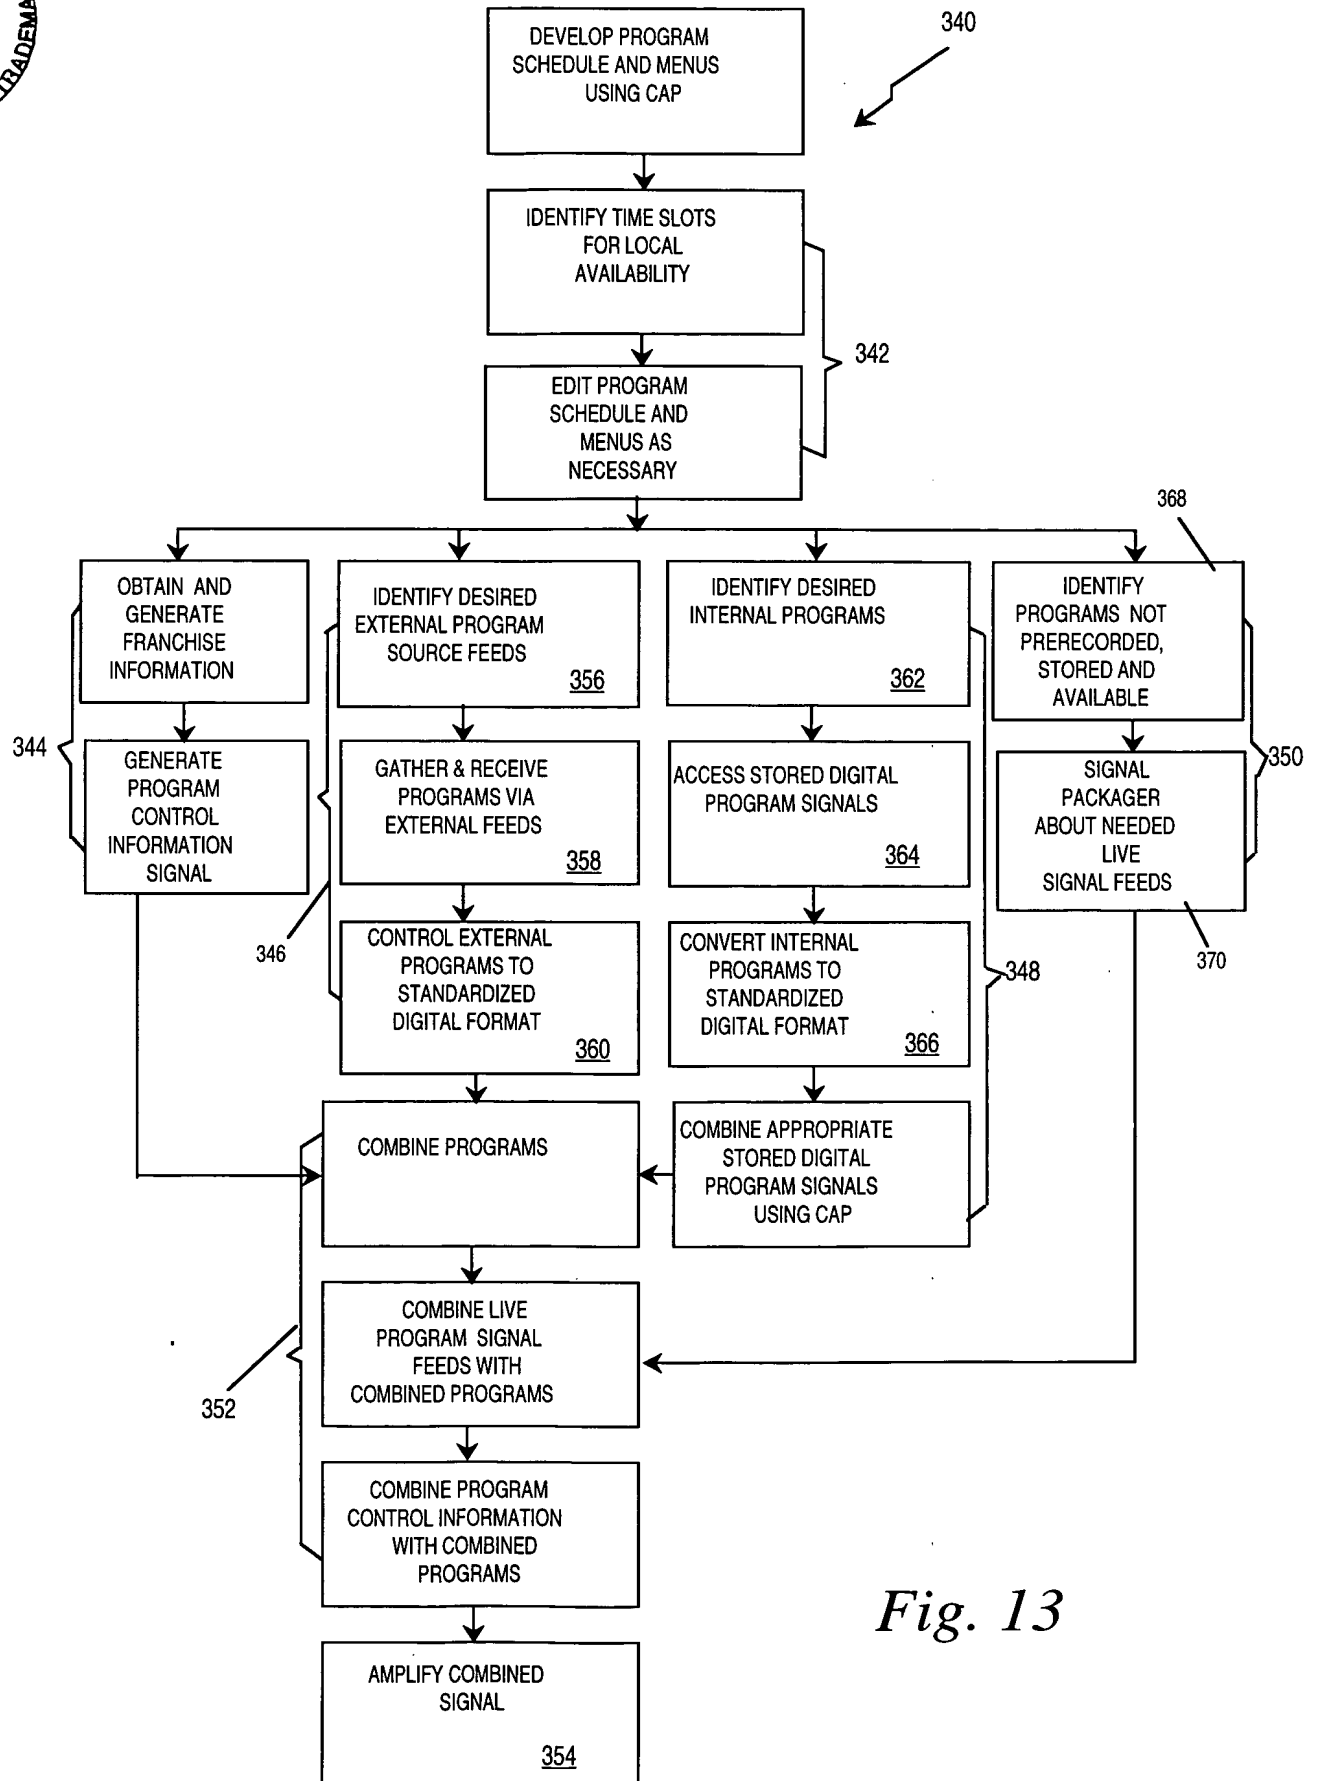 TRADEMA
340
DEVELOP PROGRAM
SCHEDULE AND MENUS
USING CAP
IDENTIFY TIME SLOTS
FOR LOCAL
AVAILABILITY
342
EDIT PROGRAM
SCHEDULE AND
MENUS AS
NECESSARY
344
OBTAIN AND
GENERATE
FRANCHISE
INFORMATION
GENERATE
PROGRAM
CONTROL
INFORMATION
SIGNAL
346
IDENTIFY DESIRED
EXTERNAL PROGRAM
SOURCE FEEDS
356
GATHER & RECEIVE
PROGRAMS VIA
EXTERNAL FEEDS
358
CONTROL EXTERNAL
PROGRAMS TO
STANDARDIZED
DIGITAL FORMAT
360
IDENTIFY DESIRED
INTERNAL PROGRAMS
362
ACCESS STORED DIGITAL
PROGRAM SIGNALS
364
CONVERT INTERNAL
PROGRAMS TO
STANDARDIZED
DIGITAL FORMAT
366
COMBINE APPROPRIATE
STORED DIGITAL
PROGRAM SIGNALS
USING CAP
348
368
IDENTIFY
PROGRAMS NOT
PRERECORDED,
STORED AND
AVAILABLE
350
SIGNAL
PACKAGER
ABOUT NEEDED
LIVE
SIGNAL FEEDS
370
COMBINE PROGRAMS
352
COMBINE LIVE
PROGRAM SIGNAL
FEEDS WITH
COMBINED PROGRAMS
COMBINE PROGRAM
CONTROL INFORMATION
WITH COMBINED
PROGRAMS
AMPLIFY COMBINED
SIGNAL
354
Fig. 13